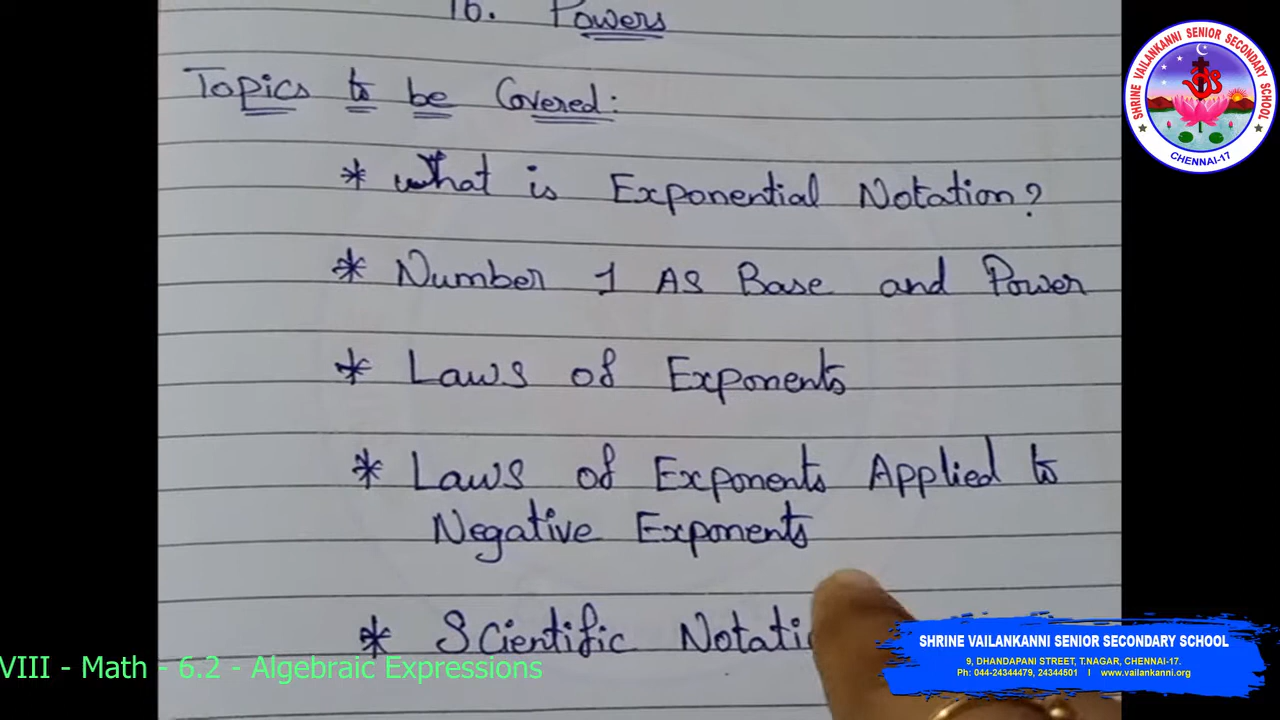 16. Powers
Topics to be Covered:
* What is Exponential Notation?
* Number 1 As Base and Power
* Laws of Exponents
* Laws of Exponents Applied to
Negative Exponents
* Scientific Notati
VIII - Math - 6.2 - Algebraic Expressions
SHRINE VAILANKANNI SENIOR SECONDARY SCHOOL
CHENNAI-17
SHRINE VAILANKANNI SENIOR SECONDARY SCHOOL
9, DHANDAPANI STREET, T.NAGAR, CHENNAI-17.
Ph: 044-24344479, 24344501 I www.vailankanni.org